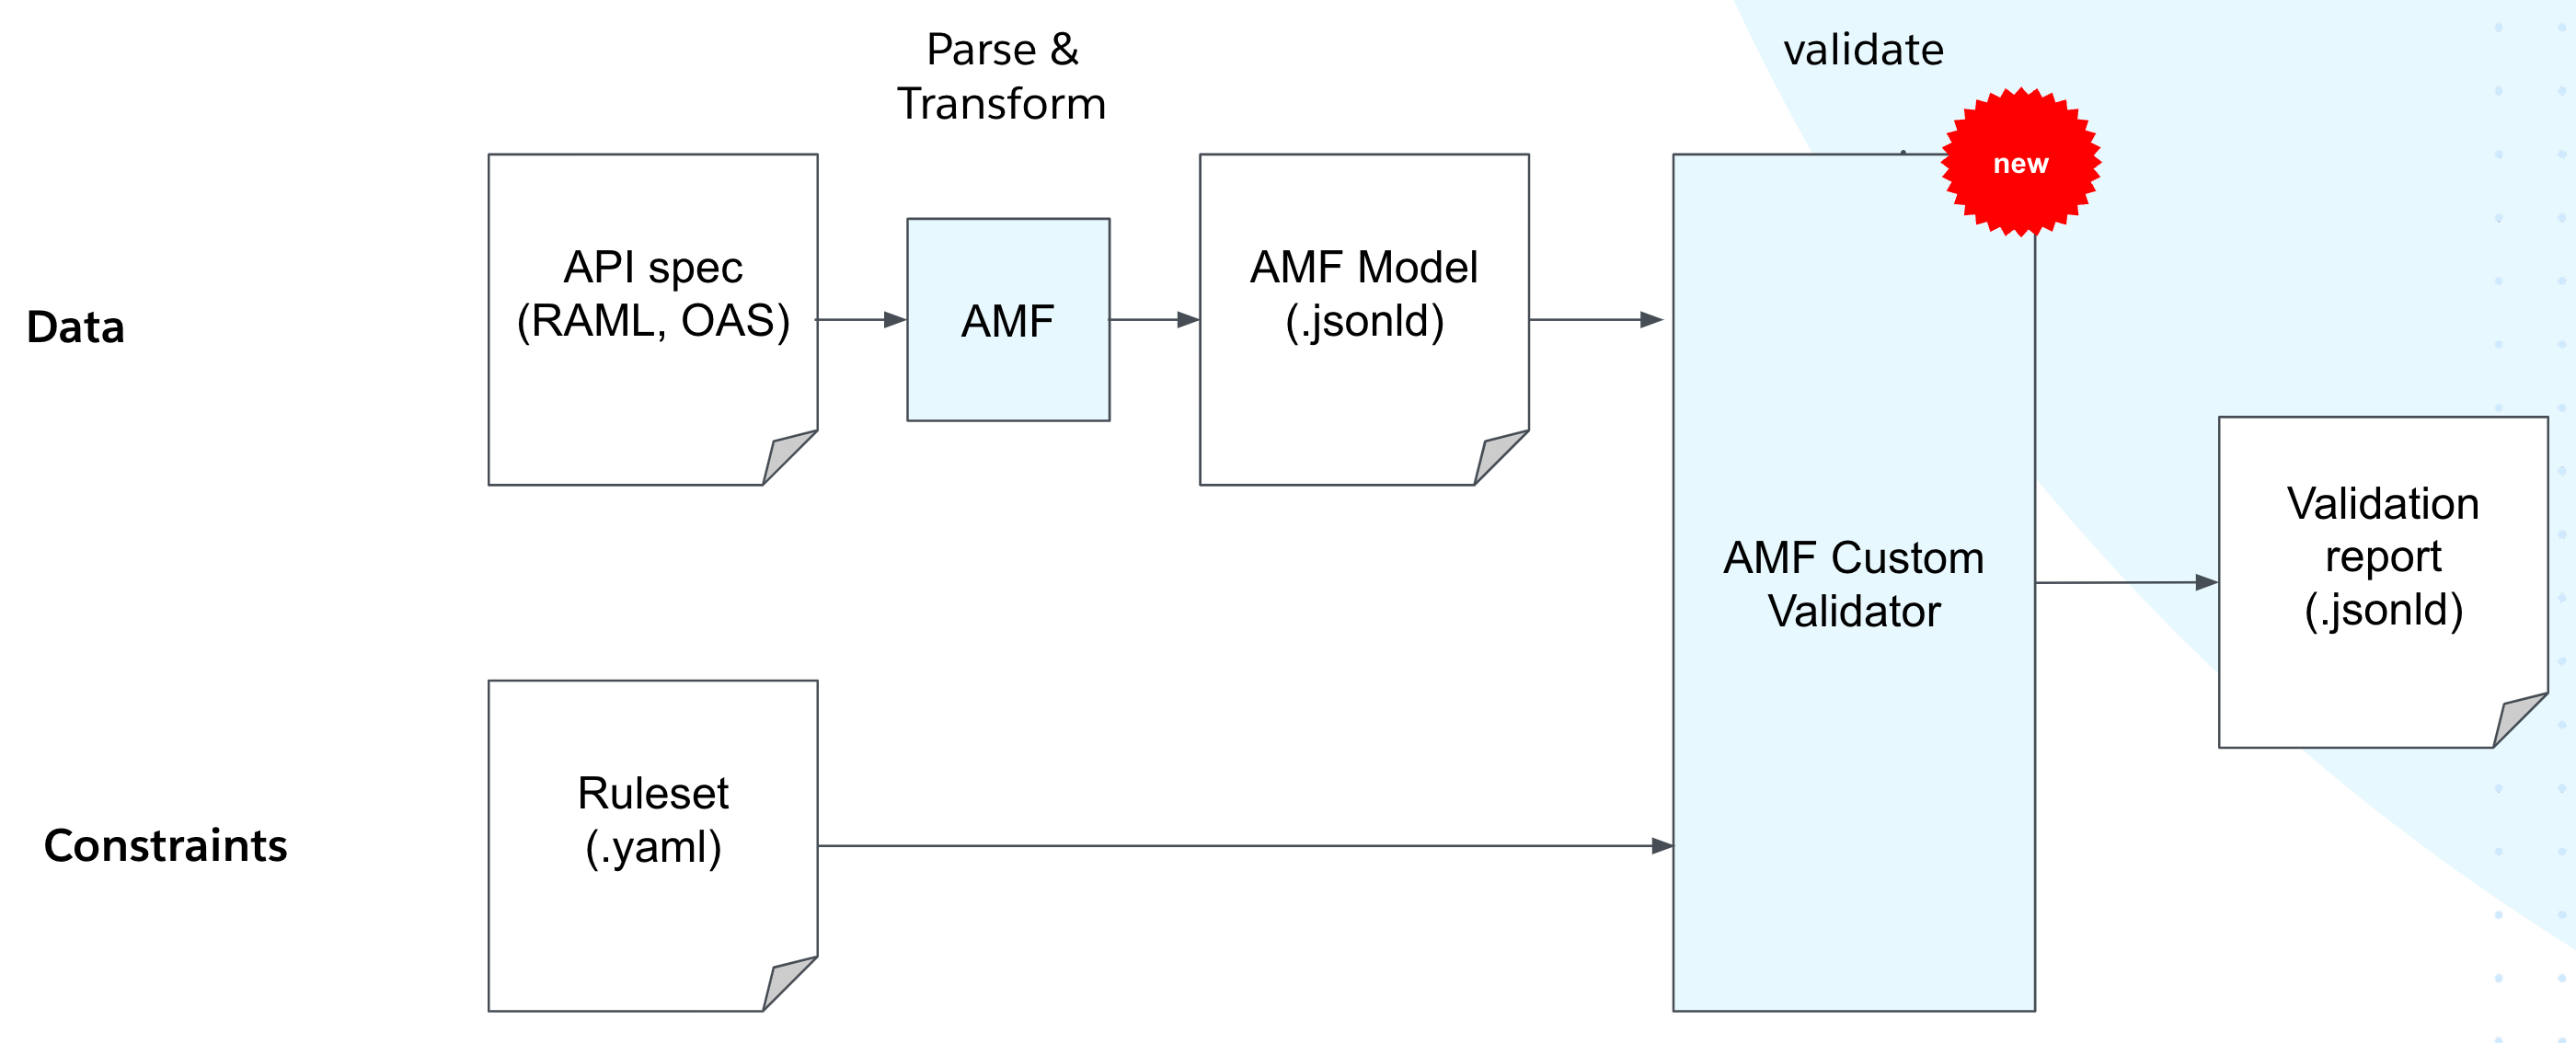 Parse &
Transform
validate
new
Data
API spec
(RAML, OAS)
AMF
AMF Model
(.jsonld)
AMF Custom
Validator
Validation
report
(.jsonld)
Constraints
Ruleset
(.yaml)